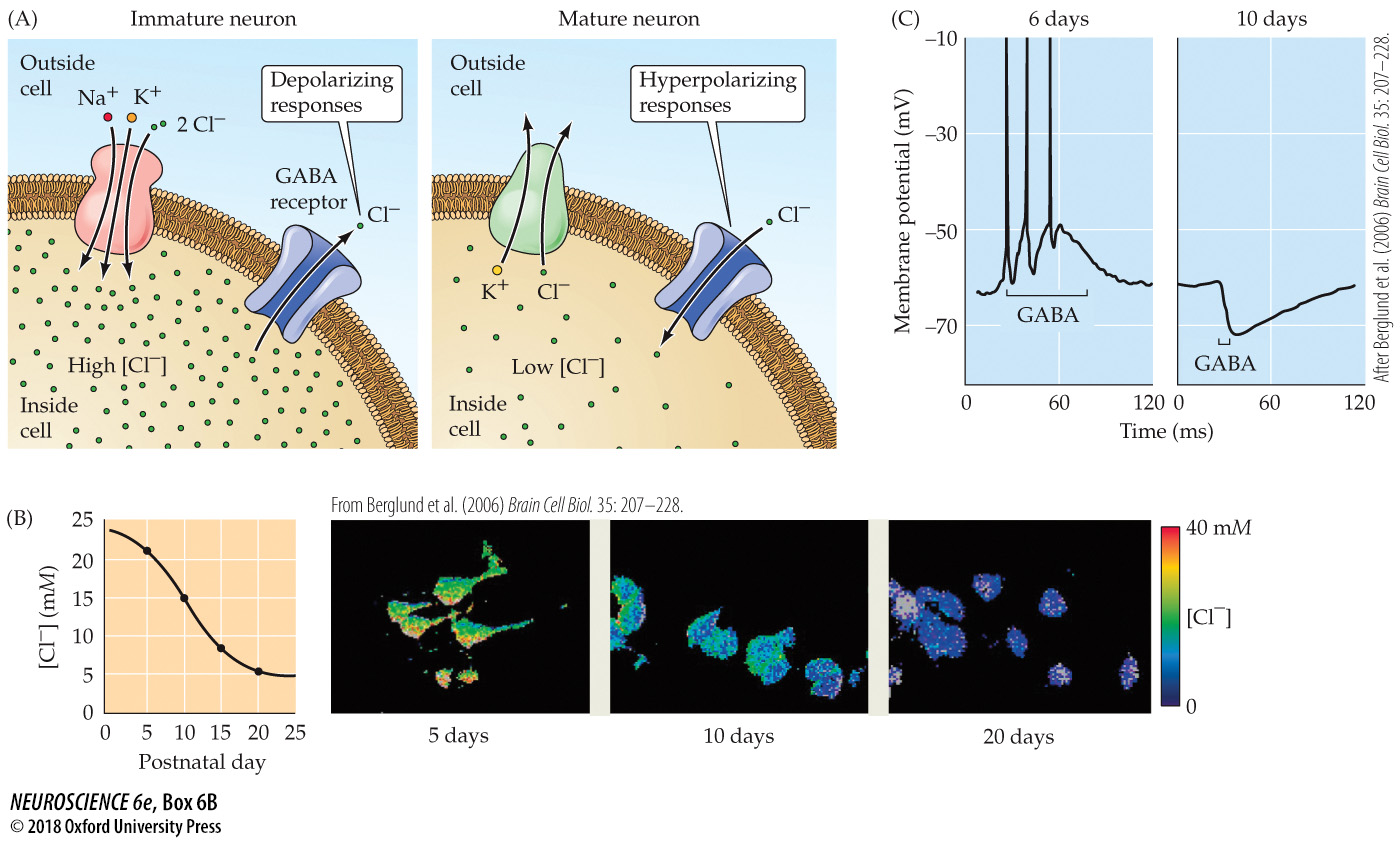 (A)
Immature neuron
Mature neuron
Outside
cell
Na⁺
K⁺
2 Cl⁻
Depolarizing
responses
GABA
receptor
Cl⁻
High [Cl⁻]
Inside
cell
Outside
cell
Hyperpolarizing
responses
Cl⁻
K⁺
Cl⁻
Low [Cl⁻]
Inside
cell
(C)
6 days
10 days
Membrane potential (mV)
–10
–30
–50
–70
GABA
GABA
0
60
120
0
60
120
Time (ms)
After Berglund et al. (2006) Brain Cell Biol. 35: 207–228.
(B)
[Cl⁻] (mM)
25
20
15
10
5
0
0
5
10
15
20
25
Postnatal day
From Berglund et al. (2006) Brain Cell Biol. 35: 207–228.
5 days
10 days
20 days
40 mM
[Cl⁻]
0
NEUROSCIENCE 6e, Box 6B
© 2018 Oxford University Press